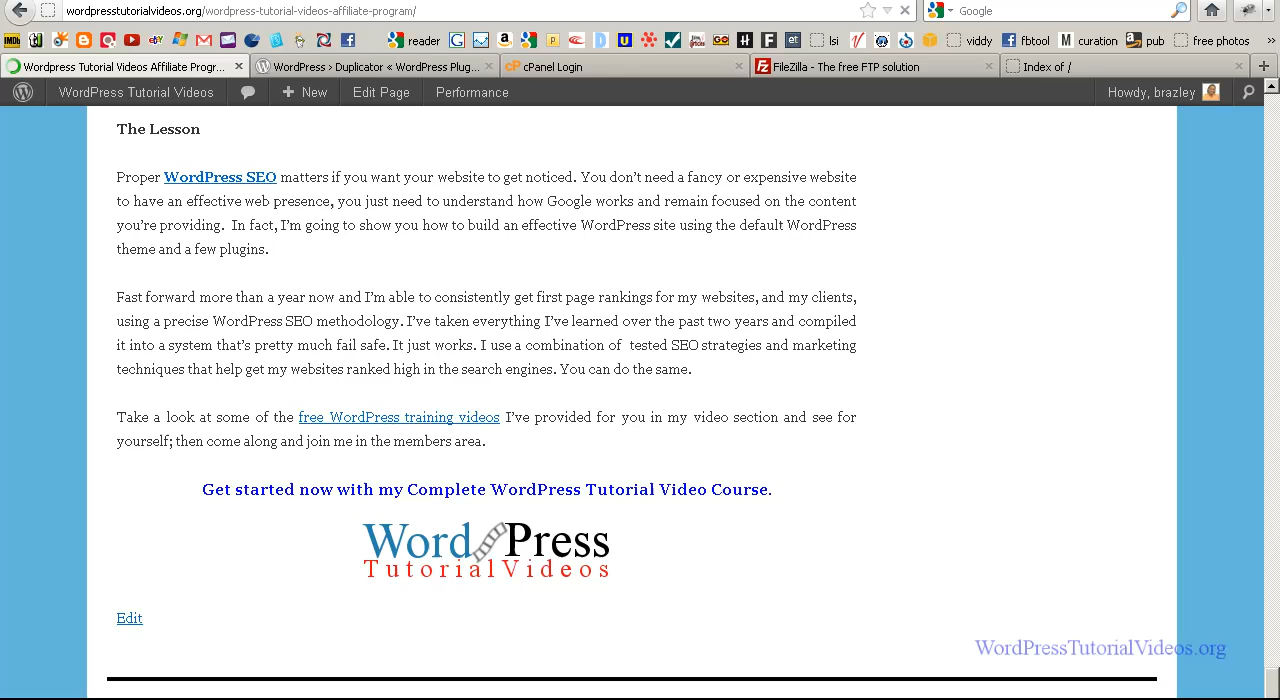 wordpresstutorialvideos.org/wordpress-tutorial-videos-affiliate-program/
Google
reader
lsi
viddy
fbtool
curation
pub
free photos
WordPress Tutorial Videos Affiliate Progr...
WordPress › Duplicator « WordPress Plug...
cPanel Login
FileZilla - The free FTP solution
Index of /
WordPress Tutorial Videos
New
Edit Page
Performance
Howdy, brazley
The Lesson
Proper WordPress SEO matters if you want your website to get noticed. You don't need a fancy or expensive website
to have an effective web presence, you just need to understand how Google works and remain focused on the content
you're providing. In fact, I'm going to show you how to build an effective WordPress site using the default WordPress
theme and a few plugins.
Fast forward more than a year now and I'm able to consistently get first page rankings for my websites, and my clients,
using a precise WordPress SEO methodology. I've taken everything I've learned over the past two years and compiled
it into a system that's pretty much fail safe. It just works. I use a combination of tested SEO strategies and marketing
techniques that help get my websites ranked high in the search engines. You can do the same.
Take a look at some of the free WordPress training videos I've provided for you in my video section and see for
yourself; then come along and join me in the members area.
Get started now with my Complete WordPress Tutorial Video Course.
WordPress
TutorialVideos
Edit
WordPressTutorialVideos.org